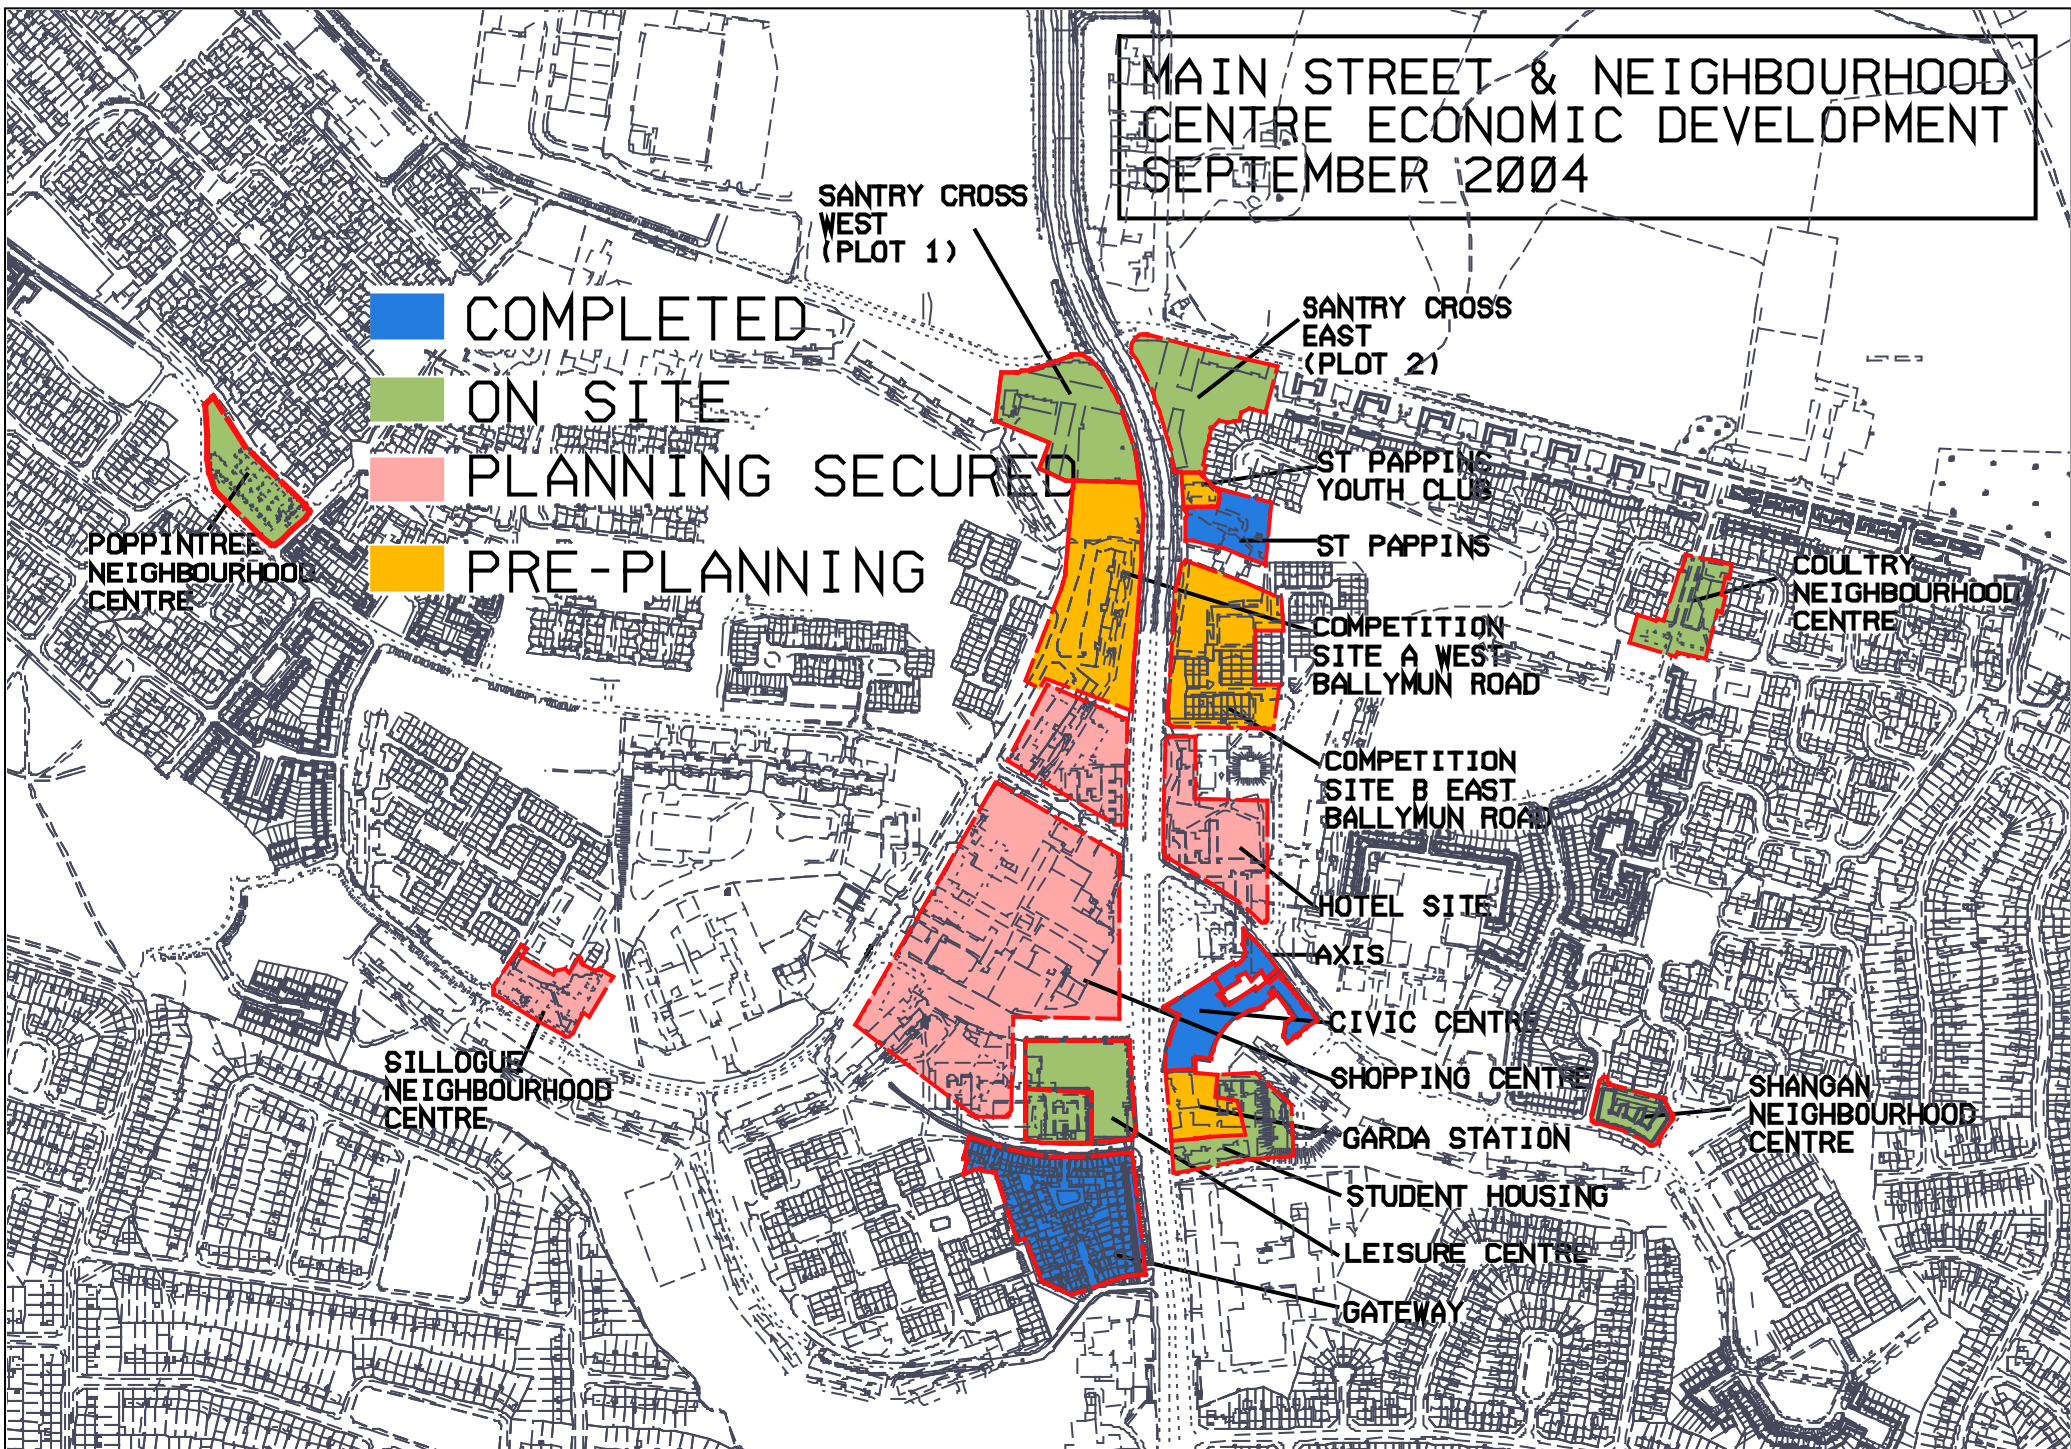 MAIN STREET & NEIGHBOURHOOD
CENTRE ECONOMIC DEVELOPMENT
SEPTEMBER 2004
SANTRY CROSS
WEST
(PLOT 1)
SANTRY CROSS
EAST
(PLOT 2)
COMPLETED
ON SITE
PLANNING SECURED
PRE-PLANNING
ST PAPPINS
YOUTH CLUB
ST PAPPINS
POPPINTREE
NEIGHBOURHOOD
CENTRE
COULTRY
NEIGHBOURHOOD
CENTRE
COMPETITION
SITE A WEST
BALLYMUN ROAD
COMPETITION
SITE B EAST
BALLYMUN ROAD
HOTEL SITE
AXIS
CIVIC CENTRE
SHOPPING CENTRE
SILLOGUE
NEIGHBOURHOOD
CENTRE
SHANGAN
NEIGHBOURHOOD
CENTRE
GARDA STATION
STUDENT HOUSING
LEISURE CENTRE
GATEWAY